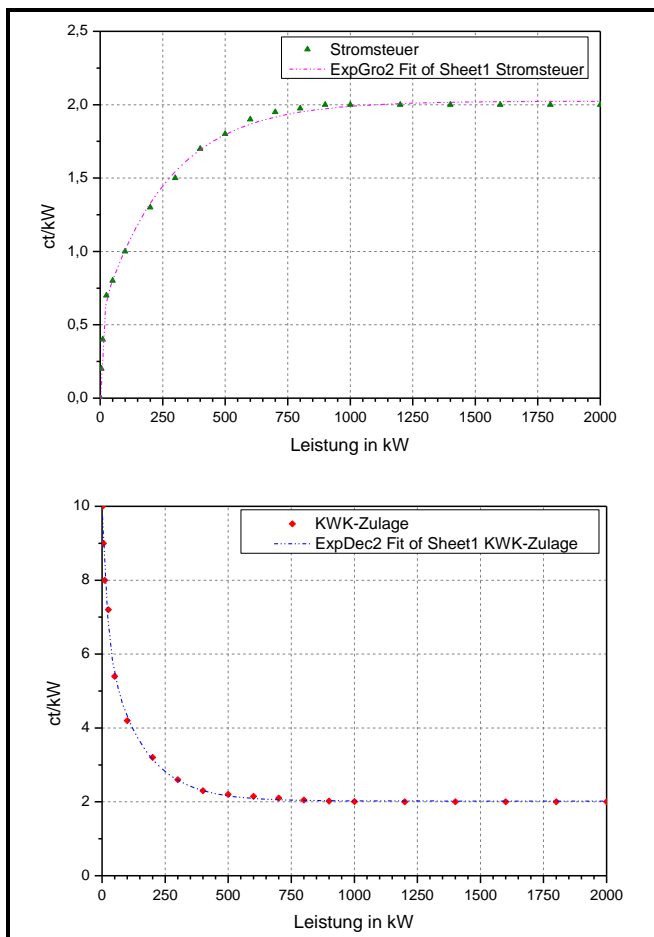 2,5
2,0
1,5
1,0
0,5
0,0
ct/kW
Stromsteuer
ExpGro2 Fit of Sheet1 Stromsteuer
0 250 500 750 1000 1250 1500 1750 2000
Leistung in kW
10
8
6
4
2
0
ct/kW
KWK-Zulage
ExpDec2 Fit of Sheet1 KWK-Zulage
0 250 500 750 1000 1250 1500 1750 2000
Leistung in kW